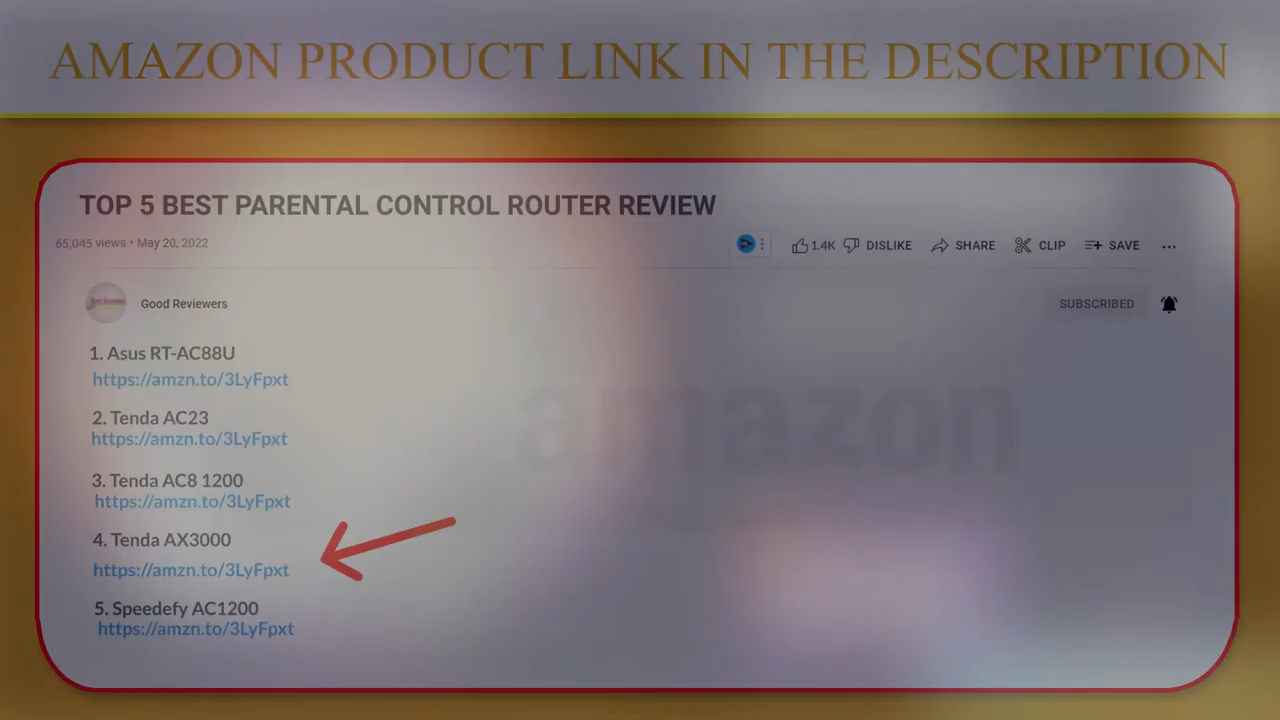 AMAZON PRODUCT LINK IN THE DESCRIPTION
TOP 5 BEST PARENTAL CONTROL ROUTER REVIEW
65,045 views • May 20, 2022
1.4K DISLIKE SHARE CLIP SAVE ...
Good Reviewers
SUBSCRIBED
1. Asus RT-AC88U
https://amzn.to/3LyFpxt
2. Tenda AC23
https://amzn.to/3LyFpxt
amazon
3. Tenda AC8 1200
https://amzn.to/3LyFpxt
4. Tenda AX3000
https://amzn.to/3LyFpxt
5. Speedefy AC1200
https://amzn.to/3LyFpxt